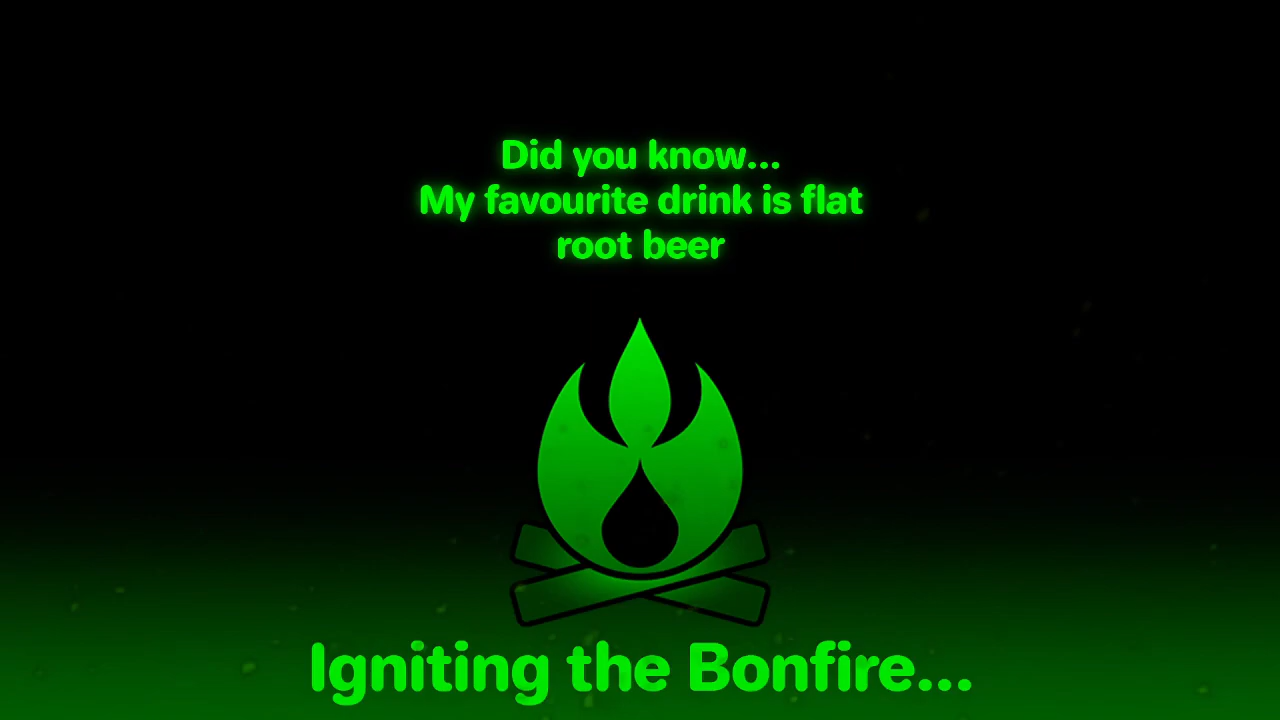 Did you know...
My favourite drink is flat
root beer
Igniting the Bonfire...